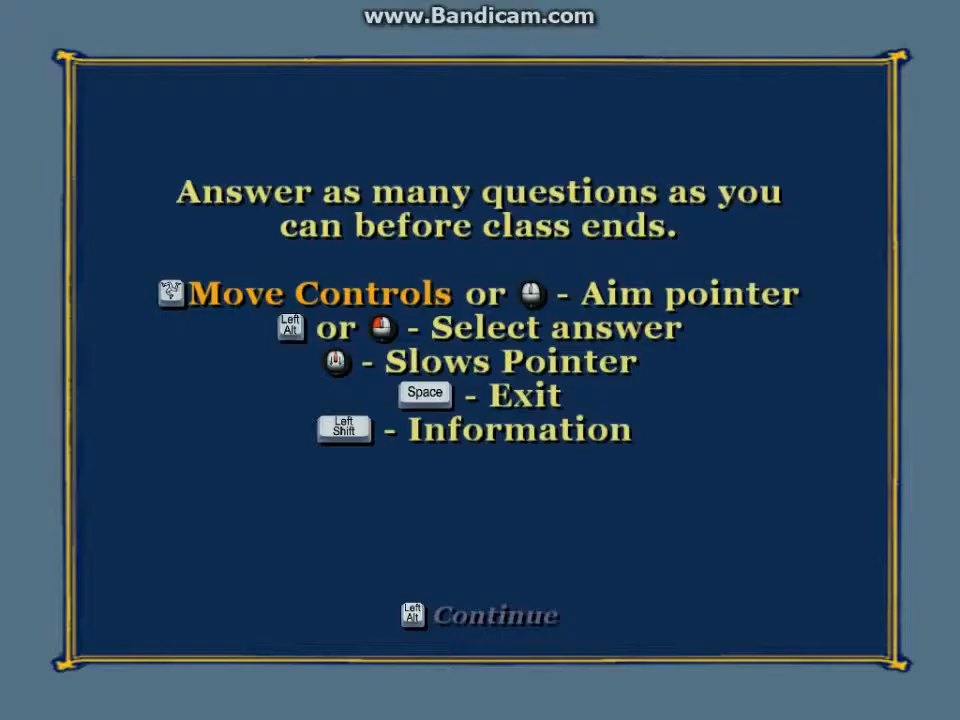 www.Bandicam.com
Answer as many questions as you
can before class ends.
Move Controls or - Aim pointer
Left Alt or - Select answer
- Slows Pointer
Space - Exit
Left Shift - Information
Left Alt Continue